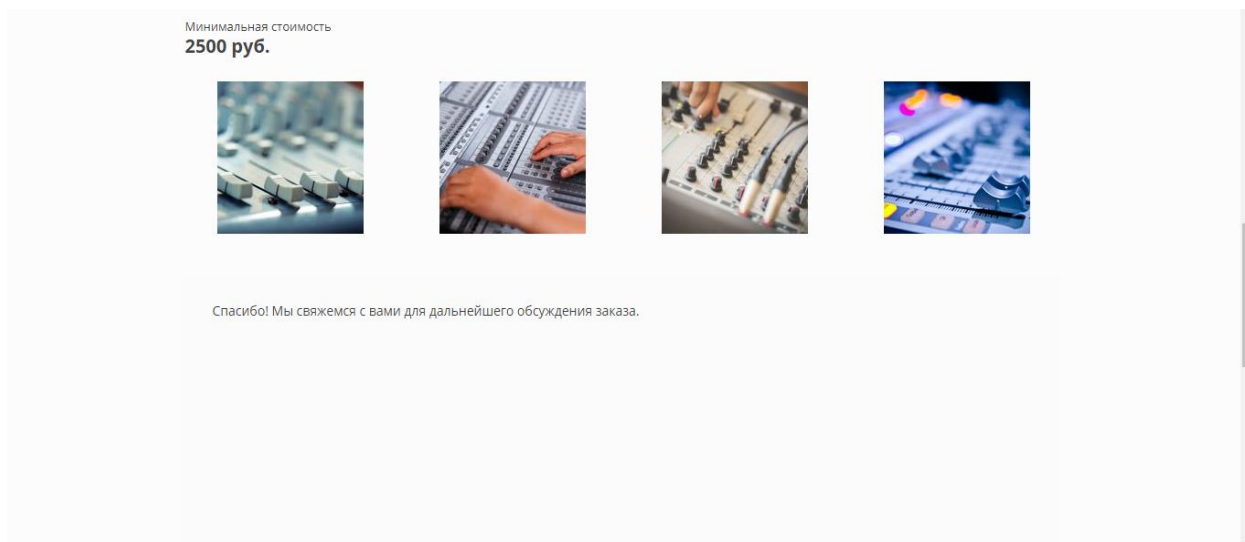 Минимальная стоимость
2500 руб.
Спасибо! Мы свяжемся с вами для дальнейшего обсуждения заказа.